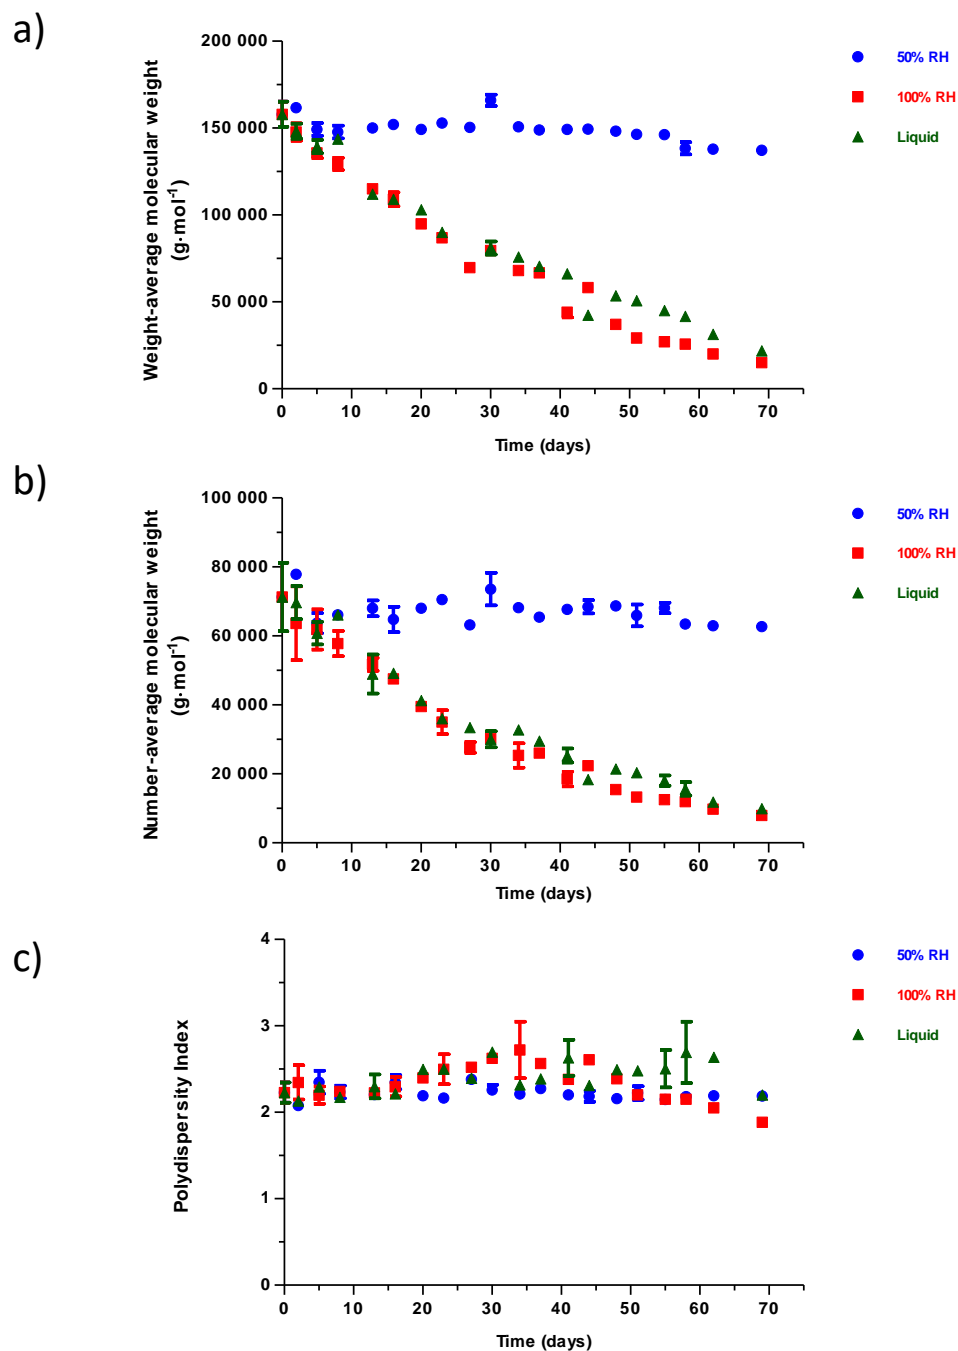 a)
200 000
150 000
100 000
50 000
0
Weight-average molecular weight
(g·mol⁻¹)
0 10 20 30 40 50 60 70
Time (days)
50% RH
100% RH
Liquid
b)
100 000
80 000
60 000
40 000
20 000
0
Number-average molecular weight
(g·mol⁻¹)
0 10 20 30 40 50 60 70
Time (days)
50% RH
100% RH
Liquid
c)
4
3
2
1
0
Polydispersity Index
0 10 20 30 40 50 60 70
Time (days)
50% RH
100% RH
Liquid